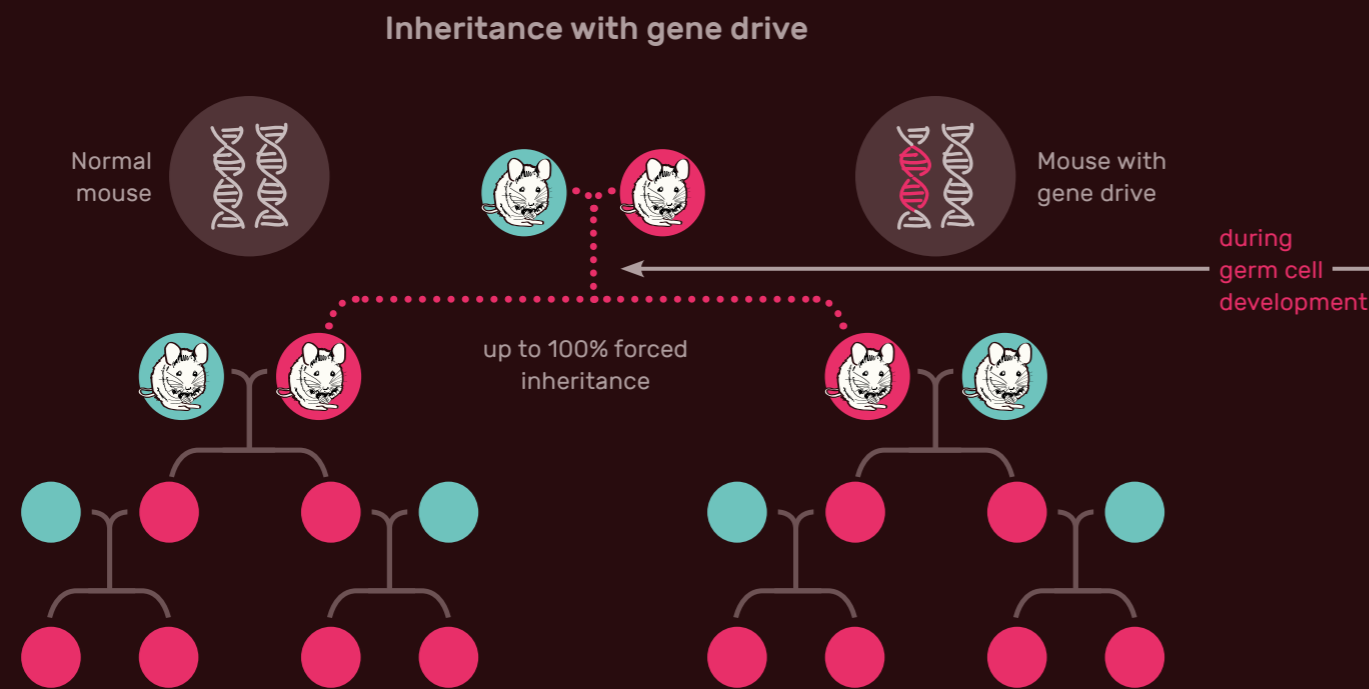 Inheritance with gene drive
Normal
mouse
Mouse with
gene drive
during
germ cell
development
up to 100% forced
inheritance